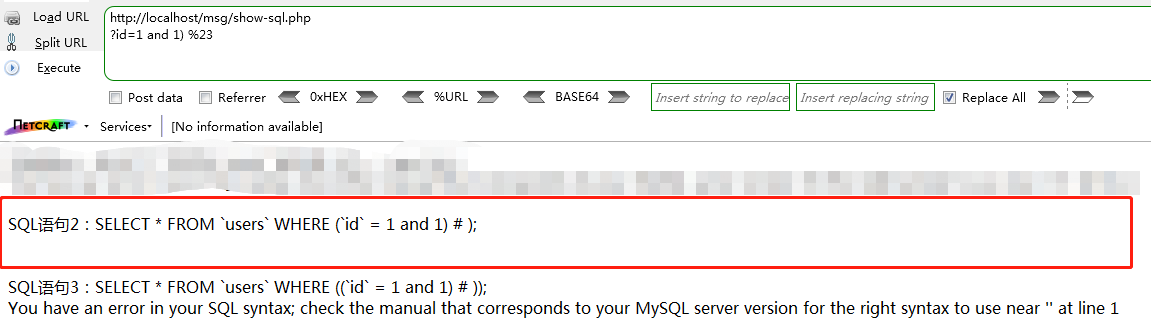 Load URL
http://localhost/msg/show-sql.php
Split URL
?id=1 and 1) %23
Execute
Post data Referrer 0xHEX %URL BASE64 Insert string to replace Insert replacing string Replace All
NETCRAFT Services [No information available]
SQL语句2：SELECT * FROM `users` WHERE (`id` = 1 and 1) # );
SQL语句3：SELECT * FROM `users` WHERE ((`id` = 1 and 1) # ));
You have an error in your SQL syntax; check the manual that corresponds to your MySQL server version for the right syntax to use near '' at line 1